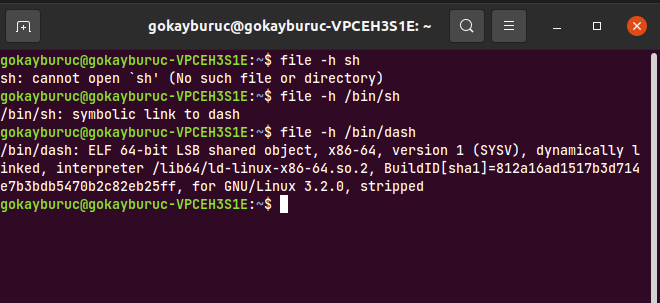 gokayburuc@gokayburuc-VPCEH3S1E: ~
gokayburuc@gokayburuc-VPCEH3S1E:~$ file -h sh
sh: cannot open `sh' (No such file or directory)
gokayburuc@gokayburuc-VPCEH3S1E:~$ file -h /bin/sh
/bin/sh: symbolic link to dash
gokayburuc@gokayburuc-VPCEH3S1E:~$ file -h /bin/dash
/bin/dash: ELF 64-bit LSB shared object, x86-64, version 1 (SYSV), dynamically l
inked, interpreter /lib64/ld-linux-x86-64.so.2, BuildID[sha1]=812a16ad1517b3d714
e7b3bdb5470b2c82eb25ff, for GNU/Linux 3.2.0, stripped
gokayburuc@gokayburuc-VPCEH3S1E:~$